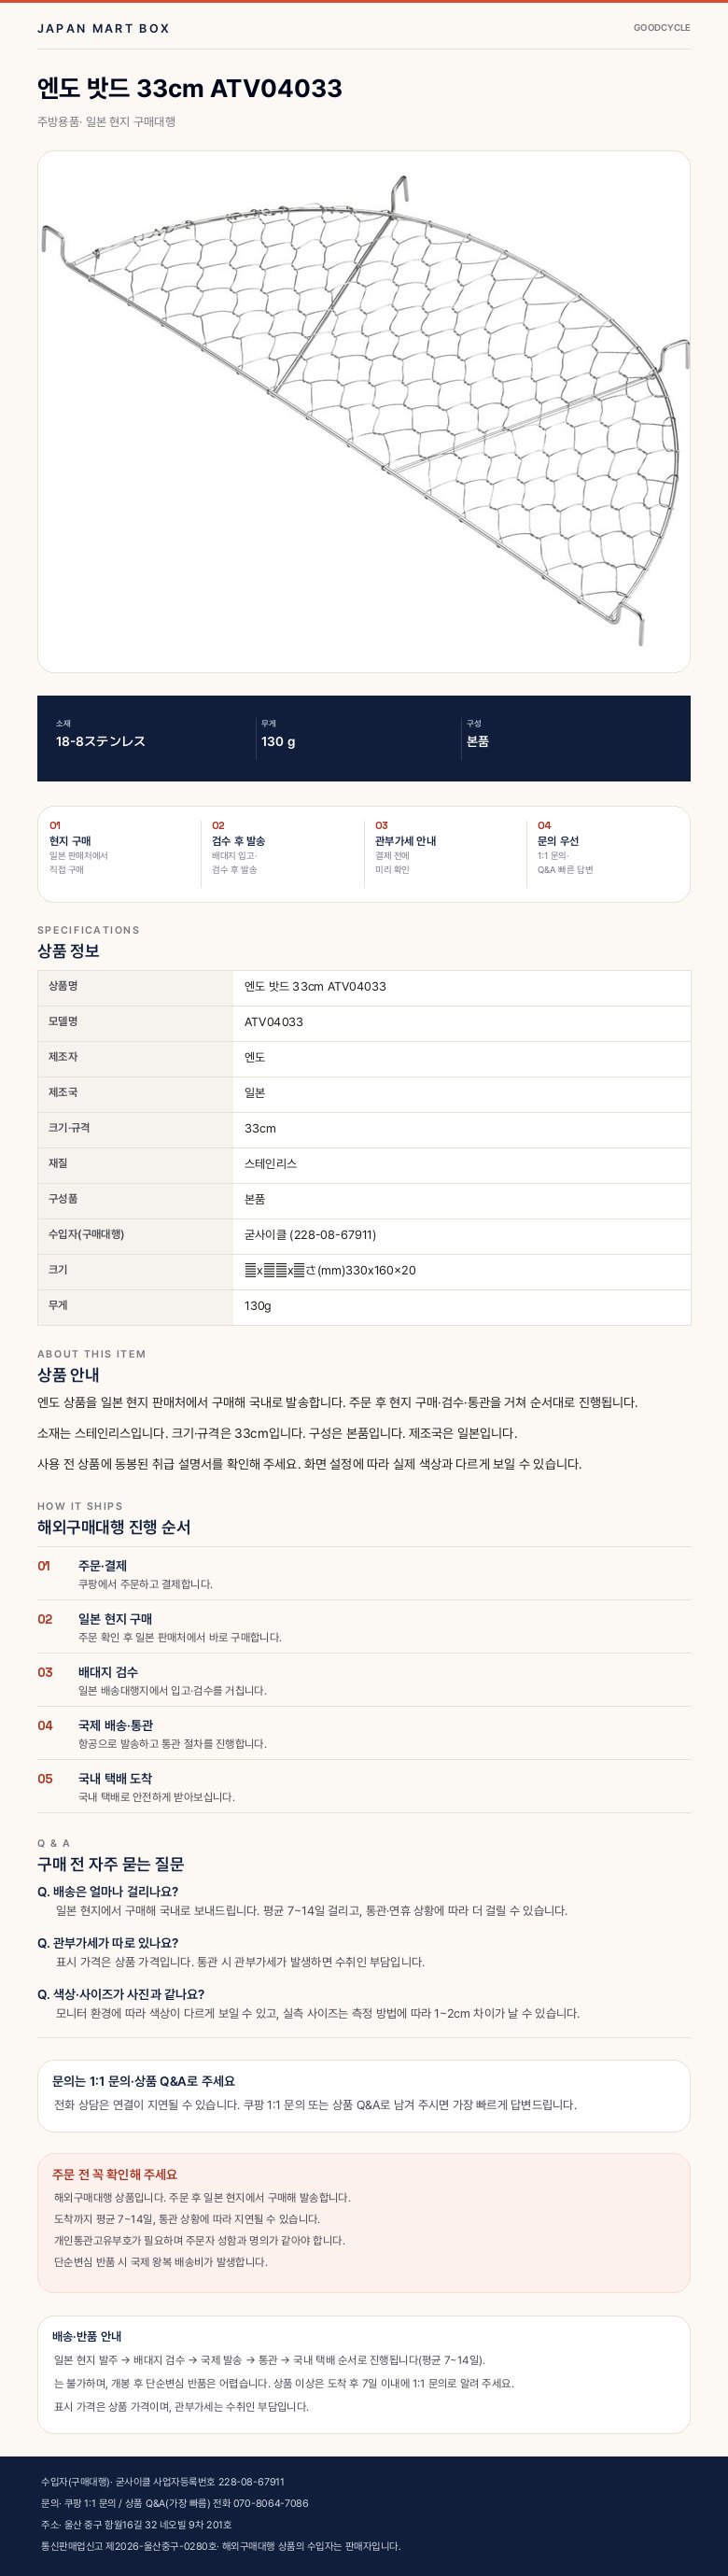 JAPAN MART BOX
GOODCYCLE
엔도 밧드 33cm ATV04033
주방용품· 일본 현지 구매대행
소재
18-8ステンレス
무게
130 g
구성
본품
01
현지 구매
일본 판매처에서
직접 구매
02
검수 후 발송
배대지 입고·
검수 후 발송
03
관부가세 안내
결제 전에
미리 확인
04
문의 우선
1:1 문의·
Q&A 빠른 답변
SPECIFICATIONS
상품 정보
상품명 엔도 밧드 33cm ATV04033
모델명 ATV04033
제조자 엔도
제조국 일본
크기·규격 33cm
재질 스테인리스
구성품 본품
수입자(구매대행) 굳사이클 (228-08-67911)
크기 x x さ(mm)330x160×20
무게 130g
ABOUT THIS ITEM
상품 안내
엔도 상품을 일본 현지 판매처에서 구매해 국내로 발송합니다. 주문 후 현지 구매·검수·통관을 거쳐 순서대로 진행됩니다.
소재는 스테인리스입니다. 크기·규격은 33cm입니다. 구성은 본품입니다. 제조국은 일본입니다.
사용 전 상품에 동봉된 취급 설명서를 확인해 주세요. 화면 설정에 따라 실제 색상과 다르게 보일 수 있습니다.
HOW IT SHIPS
해외구매대행 진행 순서
01 주문·결제
쿠팡에서 주문하고 결제합니다.
02 일본 현지 구매
주문 확인 후 일본 판매처에서 바로 구매합니다.
03 배대지 검수
일본 배송대행지에서 입고·검수를 거칩니다.
04 국제 배송·통관
항공으로 발송하고 통관 절차를 진행합니다.
05 국내 택배 도착
국내 택배로 안전하게 받아보십니다.
Q & A
구매 전 자주 묻는 질문
Q. 배송은 얼마나 걸리나요?
일본 현지에서 구매해 국내로 보내드립니다. 평균 7~14일 걸리고, 통관·연휴 상황에 따라 더 걸릴 수 있습니다.
Q. 관부가세가 따로 있나요?
표시 가격은 상품 가격입니다. 통관 시 관부가세가 발생하면 수취인 부담입니다.
Q. 색상·사이즈가 사진과 같나요?
모니터 환경에 따라 색상이 다르게 보일 수 있고, 실측 사이즈는 측정 방법에 따라 1~2cm 차이가 날 수 있습니다.
문의는 1:1 문의·상품 Q&A로 주세요
전화 상담은 연결이 지연될 수 있습니다. 쿠팡 1:1 문의 또는 상품 Q&A로 남겨 주시면 가장 빠르게 답변드립니다.
주문 전 꼭 확인해 주세요
해외구매대행 상품입니다. 주문 후 일본 현지에서 구매해 발송합니다.
도착까지 평균 7~14일, 통관 상황에 따라 지연될 수 있습니다.
개인통관고유부호가 필요하며 주문자 성함과 명의가 같아야 합니다.
단순변심 반품 시 국제 왕복 배송비가 발생합니다.
배송·반품 안내
일본 현지 발주 → 배대지 검수 → 국제 발송 → 통관 → 국내 택배 순서로 진행됩니다(평균 7~14일).
는 불가하며, 개봉 후 단순변심 반품은 어렵습니다. 상품 이상은 도착 후 7일 이내에 1:1 문의로 알려 주세요.
표시 가격은 상품 가격이며, 관부가세는 수취인 부담입니다.
수입자(구매대행)· 굳사이클 사업자등록번호 228-08-67911
문의· 쿠팡 1:1 문의 / 상품 Q&A(가장 빠름) 전화 070-8064-7086
주소· 울산 중구 함월16길 32 네오빌 9차 201호
통신판매업신고 제2026-울산중구-0280호· 해외구매대행 상품의 수입자는 판매자입니다.